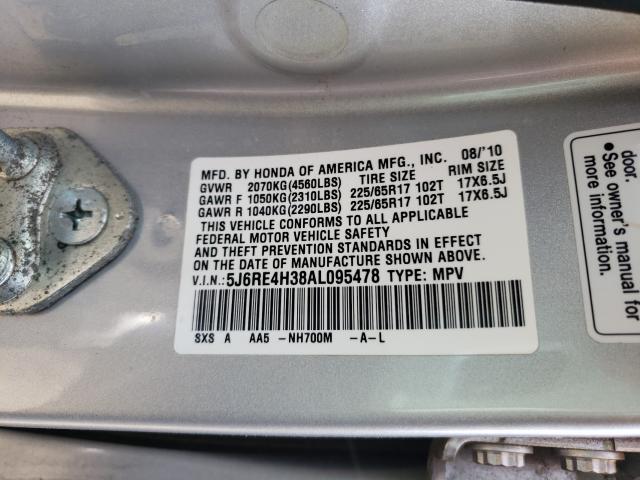 MFD. BY HONDA OF AMERICA MFG., INC. 08/'10
GVWR 2070KG(4560LBS) TIRE SIZE RIM SIZE
GAWR F 1050KG(2310LBS) 225/65R17 102T 17X6.5J
GAWR R 1040KG(2290LBS) 225/65R17 102T 17X6.5J
THIS VEHICLE CONFORMS TO ALL APPLICABLE
FEDERAL MOTOR VEHICLE SAFETY
AND THEFT PREVENTION STANDARDS IN EFFECT
ON THE DATE OF MANUFACTURE SHOWN ABOVE.
V.I.N.: 5J6RE4H38AL095478 TYPE: MPV
SXS A AA5 -NH700M -A-L
door.
•See owner's manual
more information.